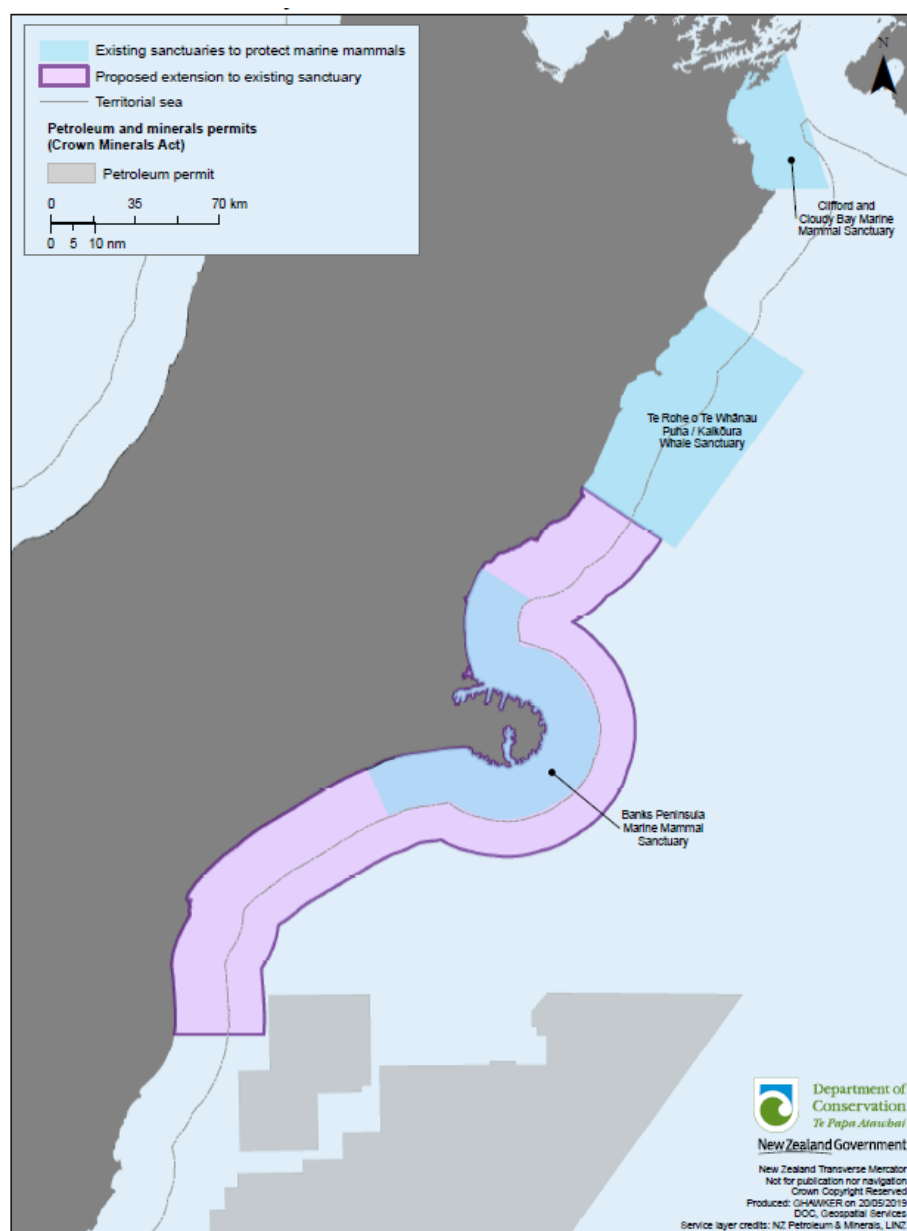 Existing sanctuaries to protect marine mammals
Proposed extension to existing sanctuary
Territorial sea
Petroleum and minerals permits
(Crown Minerals Act)
Petroleum permit
0 35 70 km
0 5 10 nm
N
Clifford and
Cloudy Bay Marine
Mammal Sanctuary
Te Rohe o Te Whānau
Puha / Kaikōura
Whale Sanctuary
Banks Peninsula
Marine Mammal
Sanctuary
Department of
Conservation
Te Papa Atawhai
New Zealand Government
New Zealand Transverse Mercator
Not for publication nor navigation
Crown Copyright Reserved
Produced: GHAWKER on 20/05/2019
DOC, Geospatial Services
Service layer credits: NZ Petroleum & Minerals, LINZ